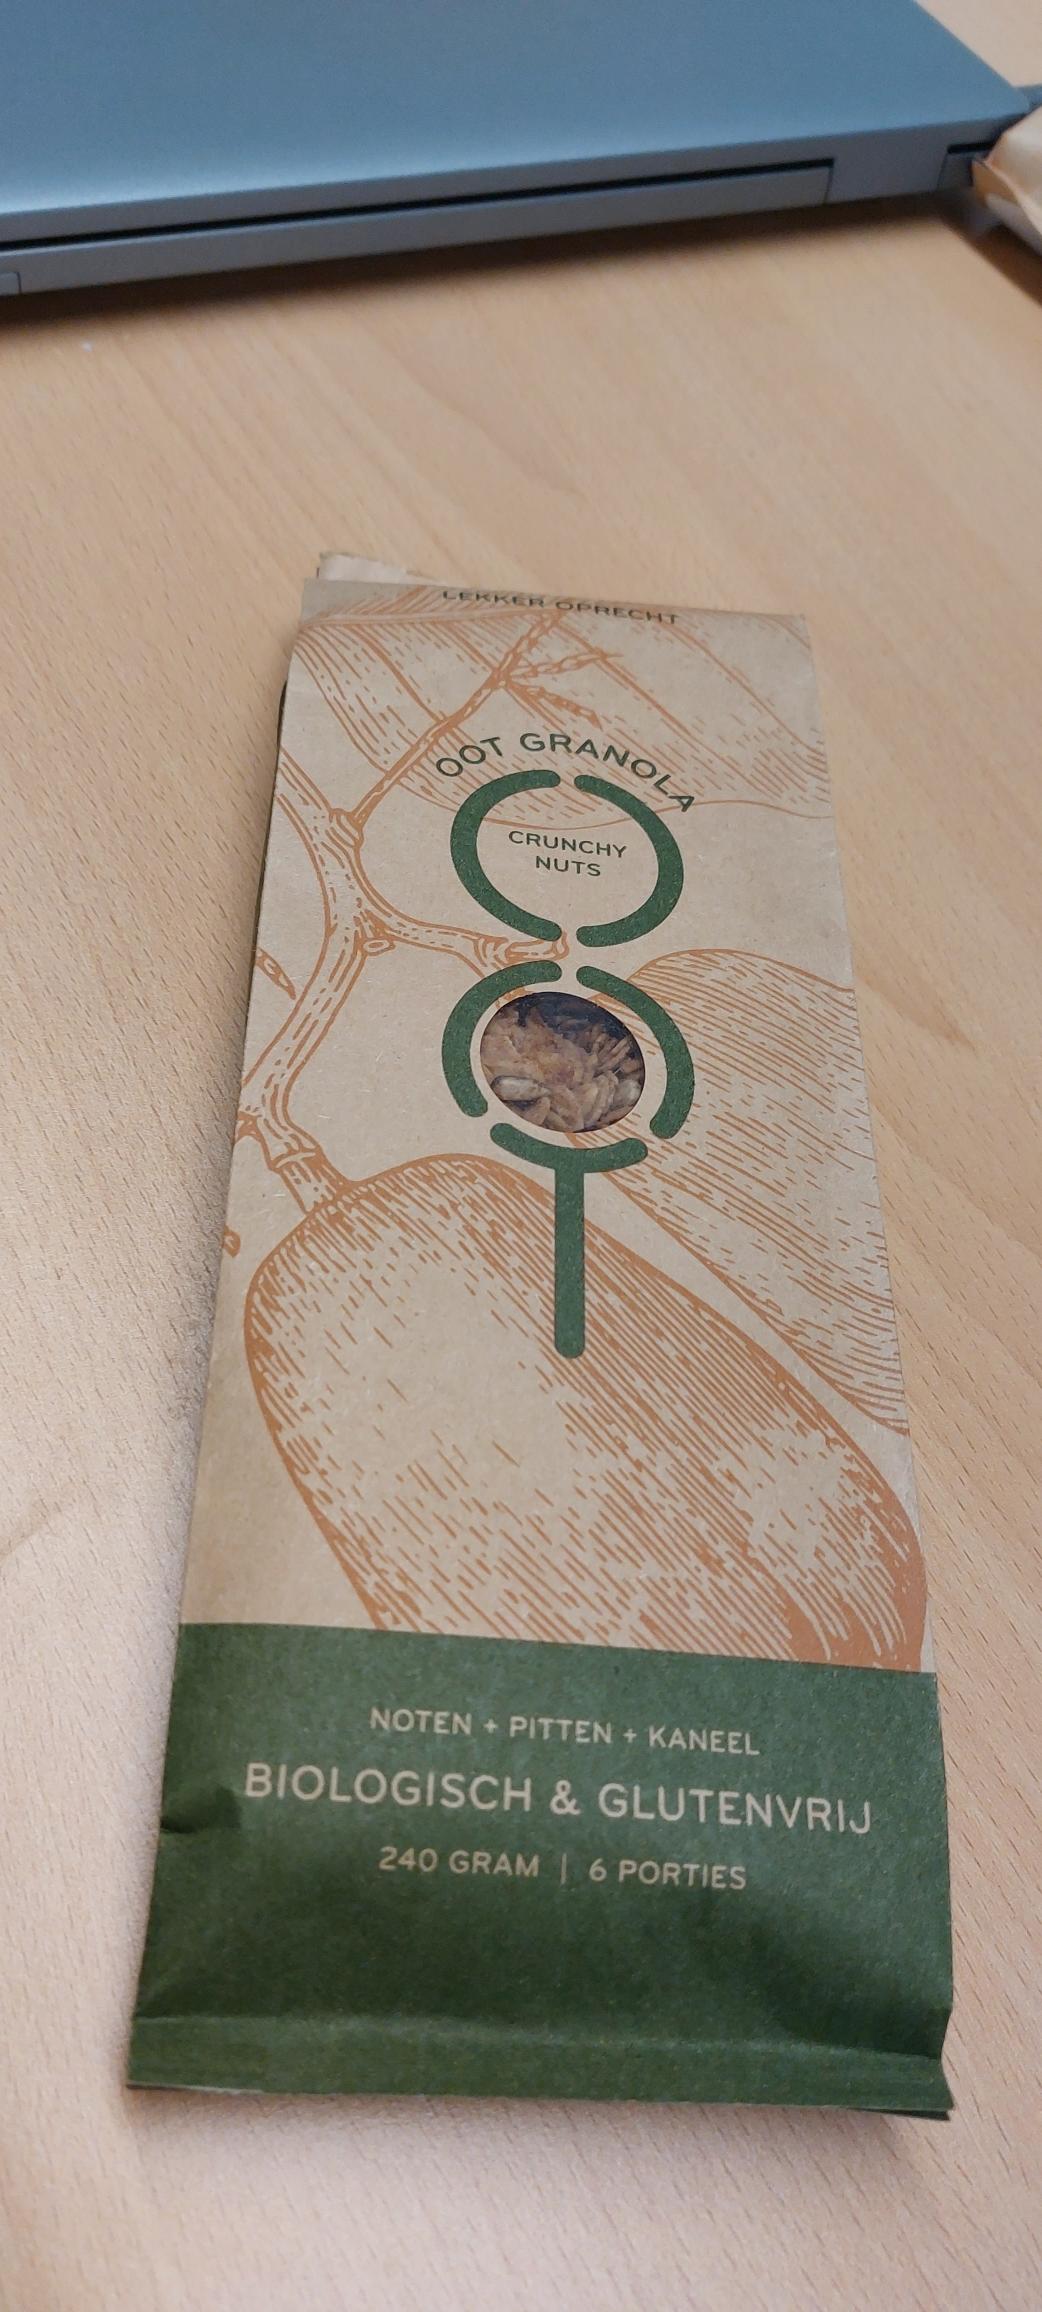 LEKKER OPRECHT
OOT GRANOLA
CRUNCHY
NUTS
NOTEN + PITTEN + KANEEL
BIOLOGISCH & GLUTENVRIJ
240 GRAM | 6 PORTIES